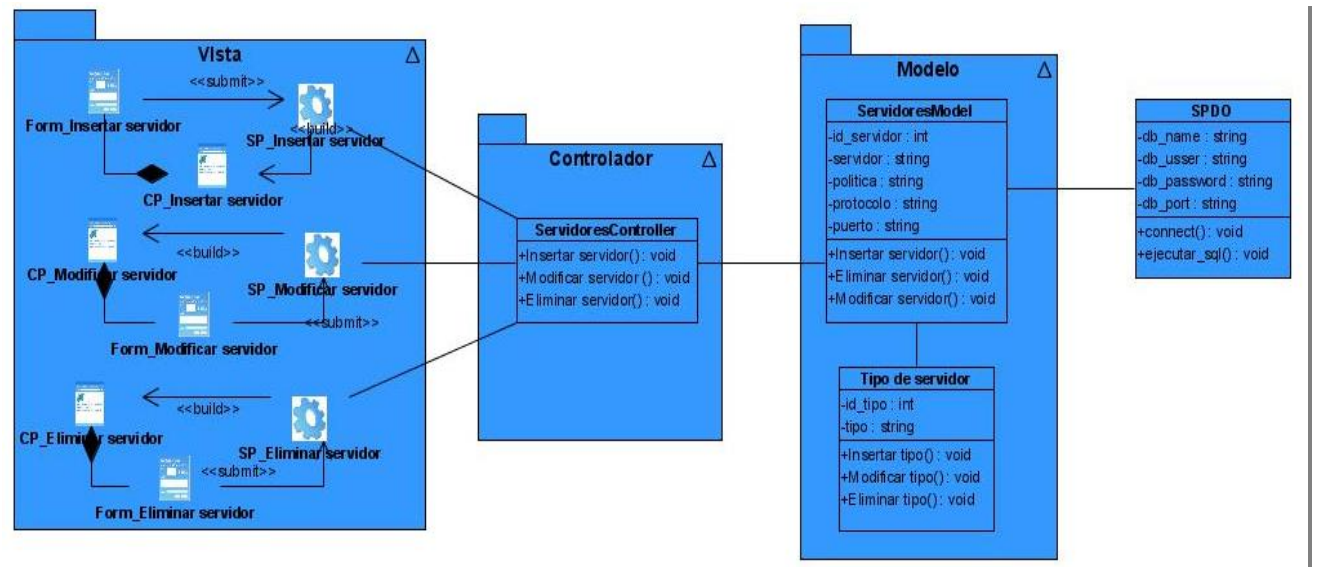 Vista
<<submit>>
Form_Insertar servidor
<<build>>
SP_Insertar servidor
CP_Insertar servidor
<<build>>
CP_Modificar servidor
SP_Modificar servidor
<<submit>>
Form_Modificar servidor
<<build>>
CP_Eliminar servidor
SP_Eliminar servidor
<<submit>>
Form_Eliminar servidor
Controlador
ServidoresController
+Insertar servidor() : void
+Modificar servidor () : void
+Eliminar servidor() : void
Modelo
ServidoresModel
-id_servidor : int
-servidor : string
-politica : string
-protocolo : string
-puerto : string
+Insertar servidor() : void
+Eliminar servidor() : void
+Modificar servidor() : void
Tipo de servidor
-id_tipo : int
-tipo : string
+Insertar tipo() : void
+Modificar tipo() : void
+Eliminar tipo() : void
SPDO
-db_name : string
-db_usser : string
-db_password : string
-db_port : string
+connect() : void
+ejecutar_sql() : void